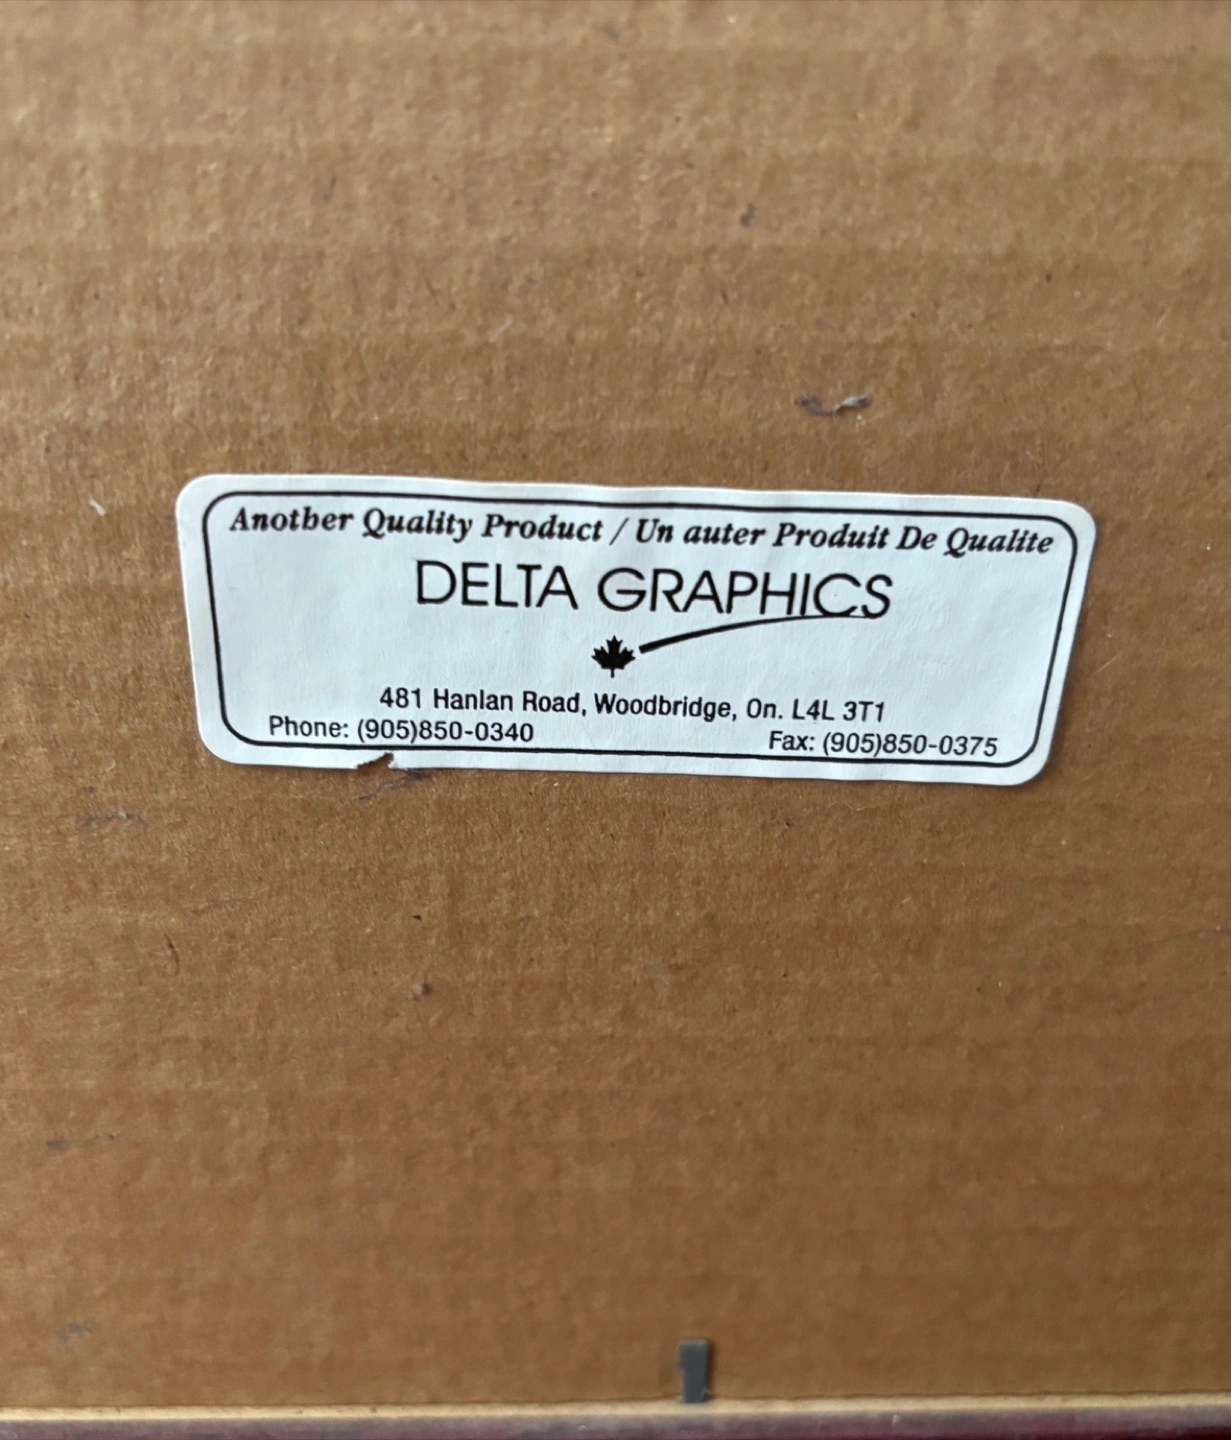 Another Quality Product / Un auter Produit De Qualite
DELTA GRAPHICS
481 Hanlan Road, Woodbridge, On. L4L 3T1
Phone: (905)850-0340 Fax: (905)850-0375